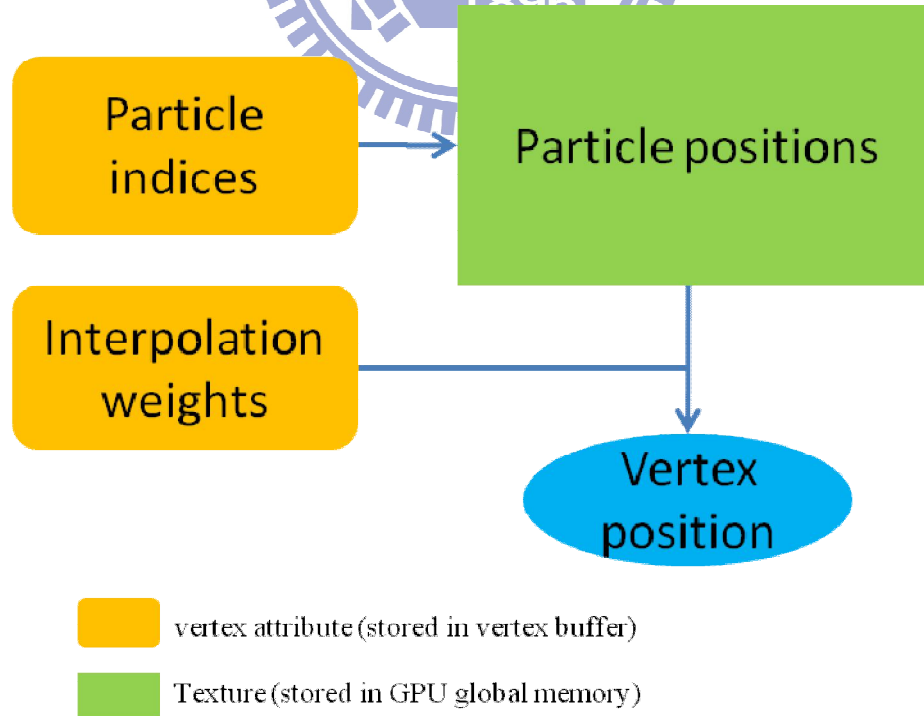 Particle
indices
Particle positions
Interpolation
weights
Vertex
position
vertex attribute (stored in vertex buffer)
Texture (stored in GPU global memory)